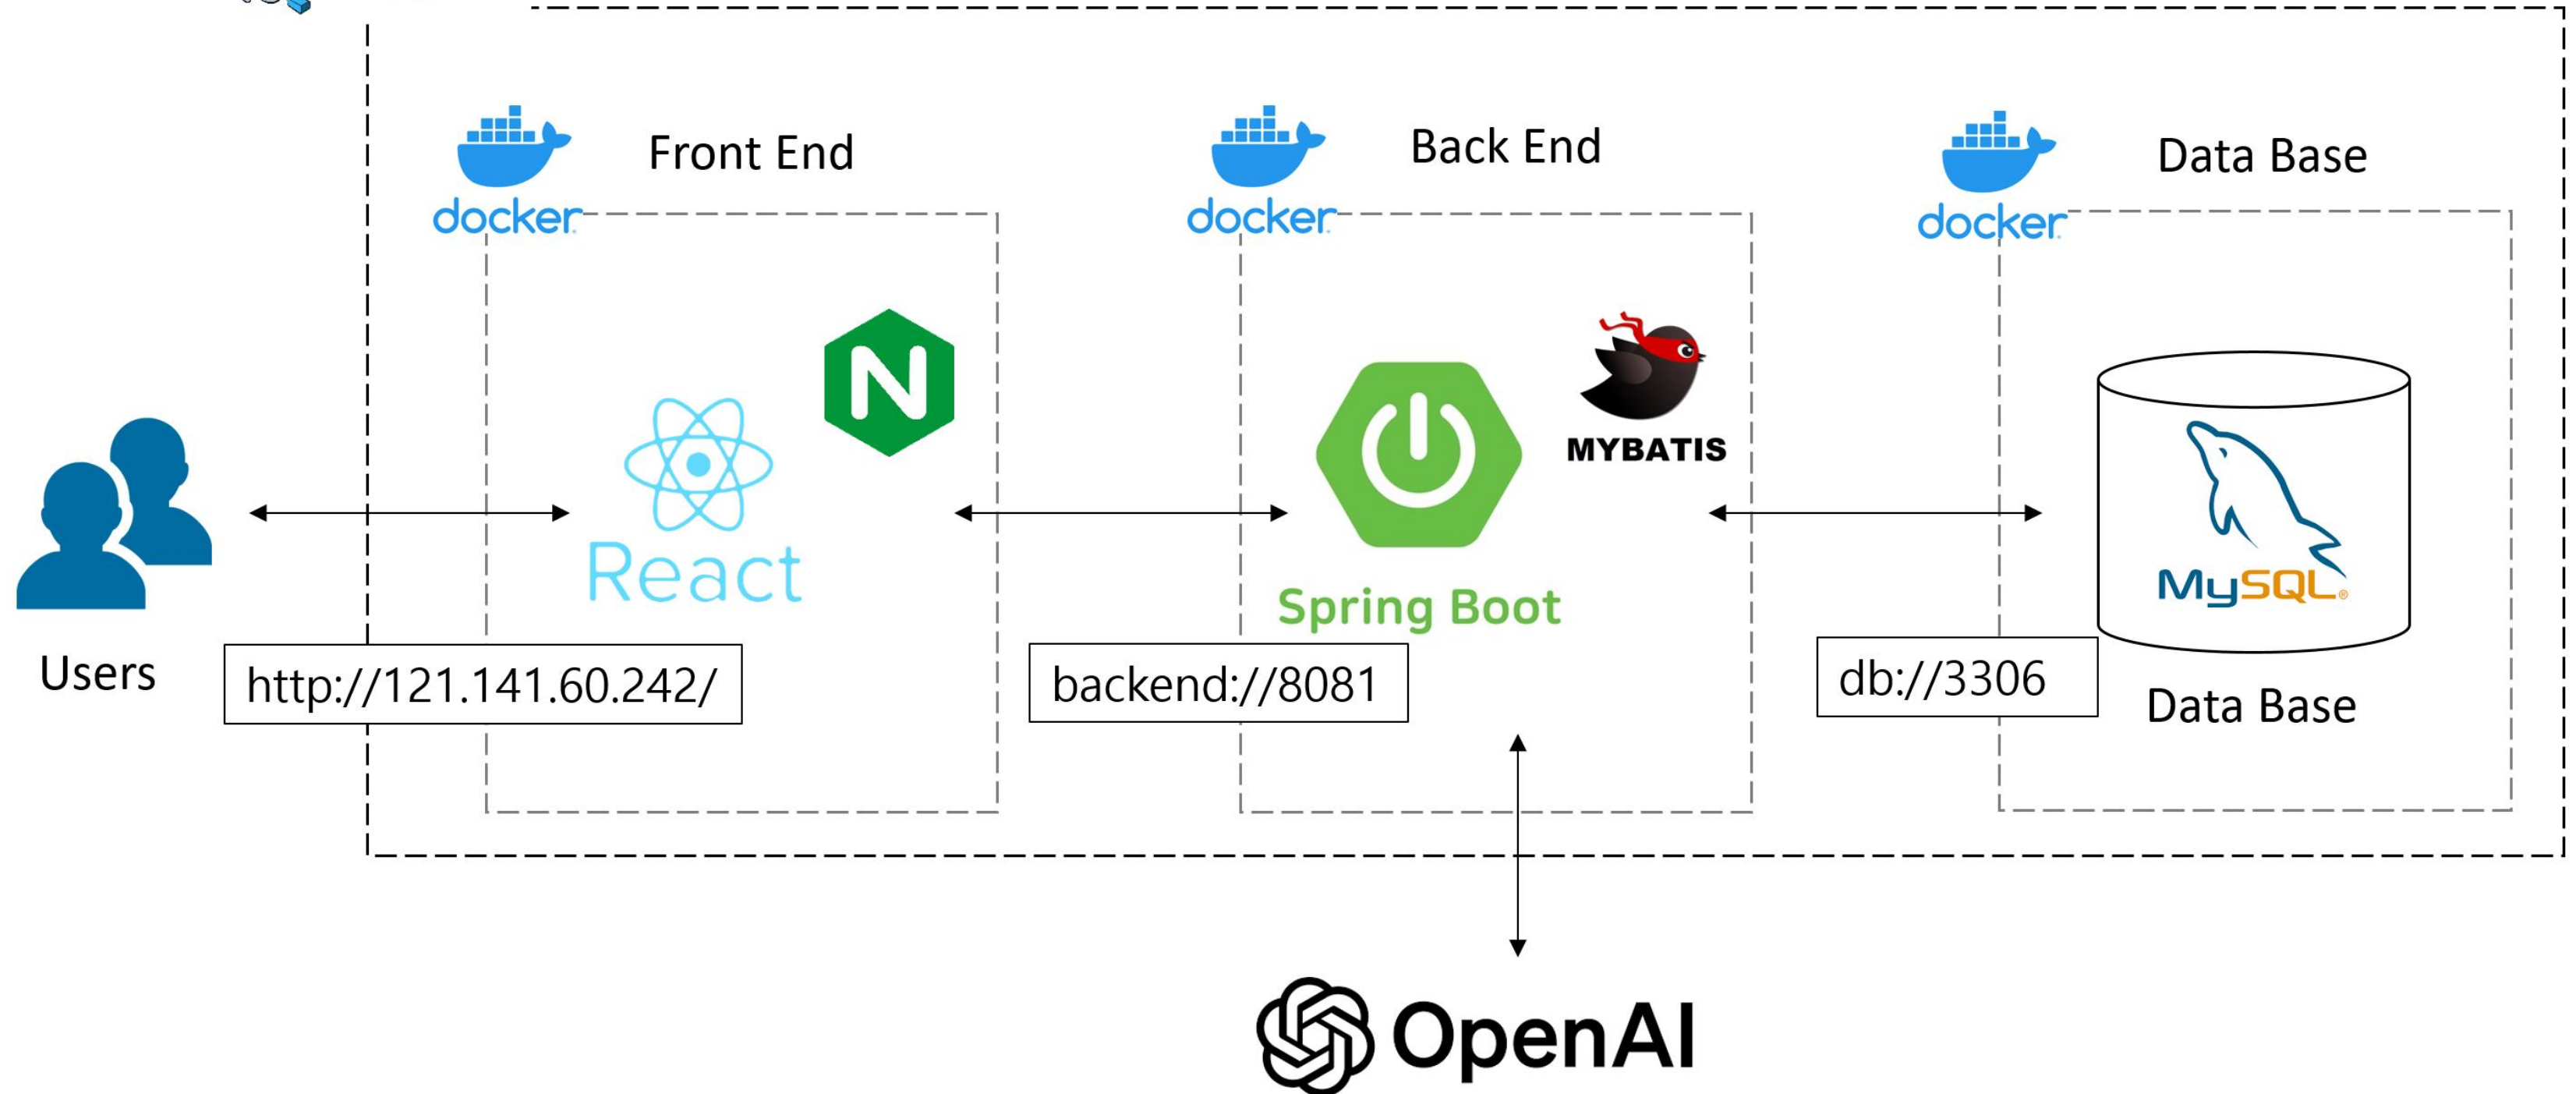 Front End
Back End
Data Base
docker
docker
docker
N
MYBATIS
React
Spring Boot
MySQL®
Users
http://121.141.60.242/
backend://8081
db://3306
Data Base
OpenAI